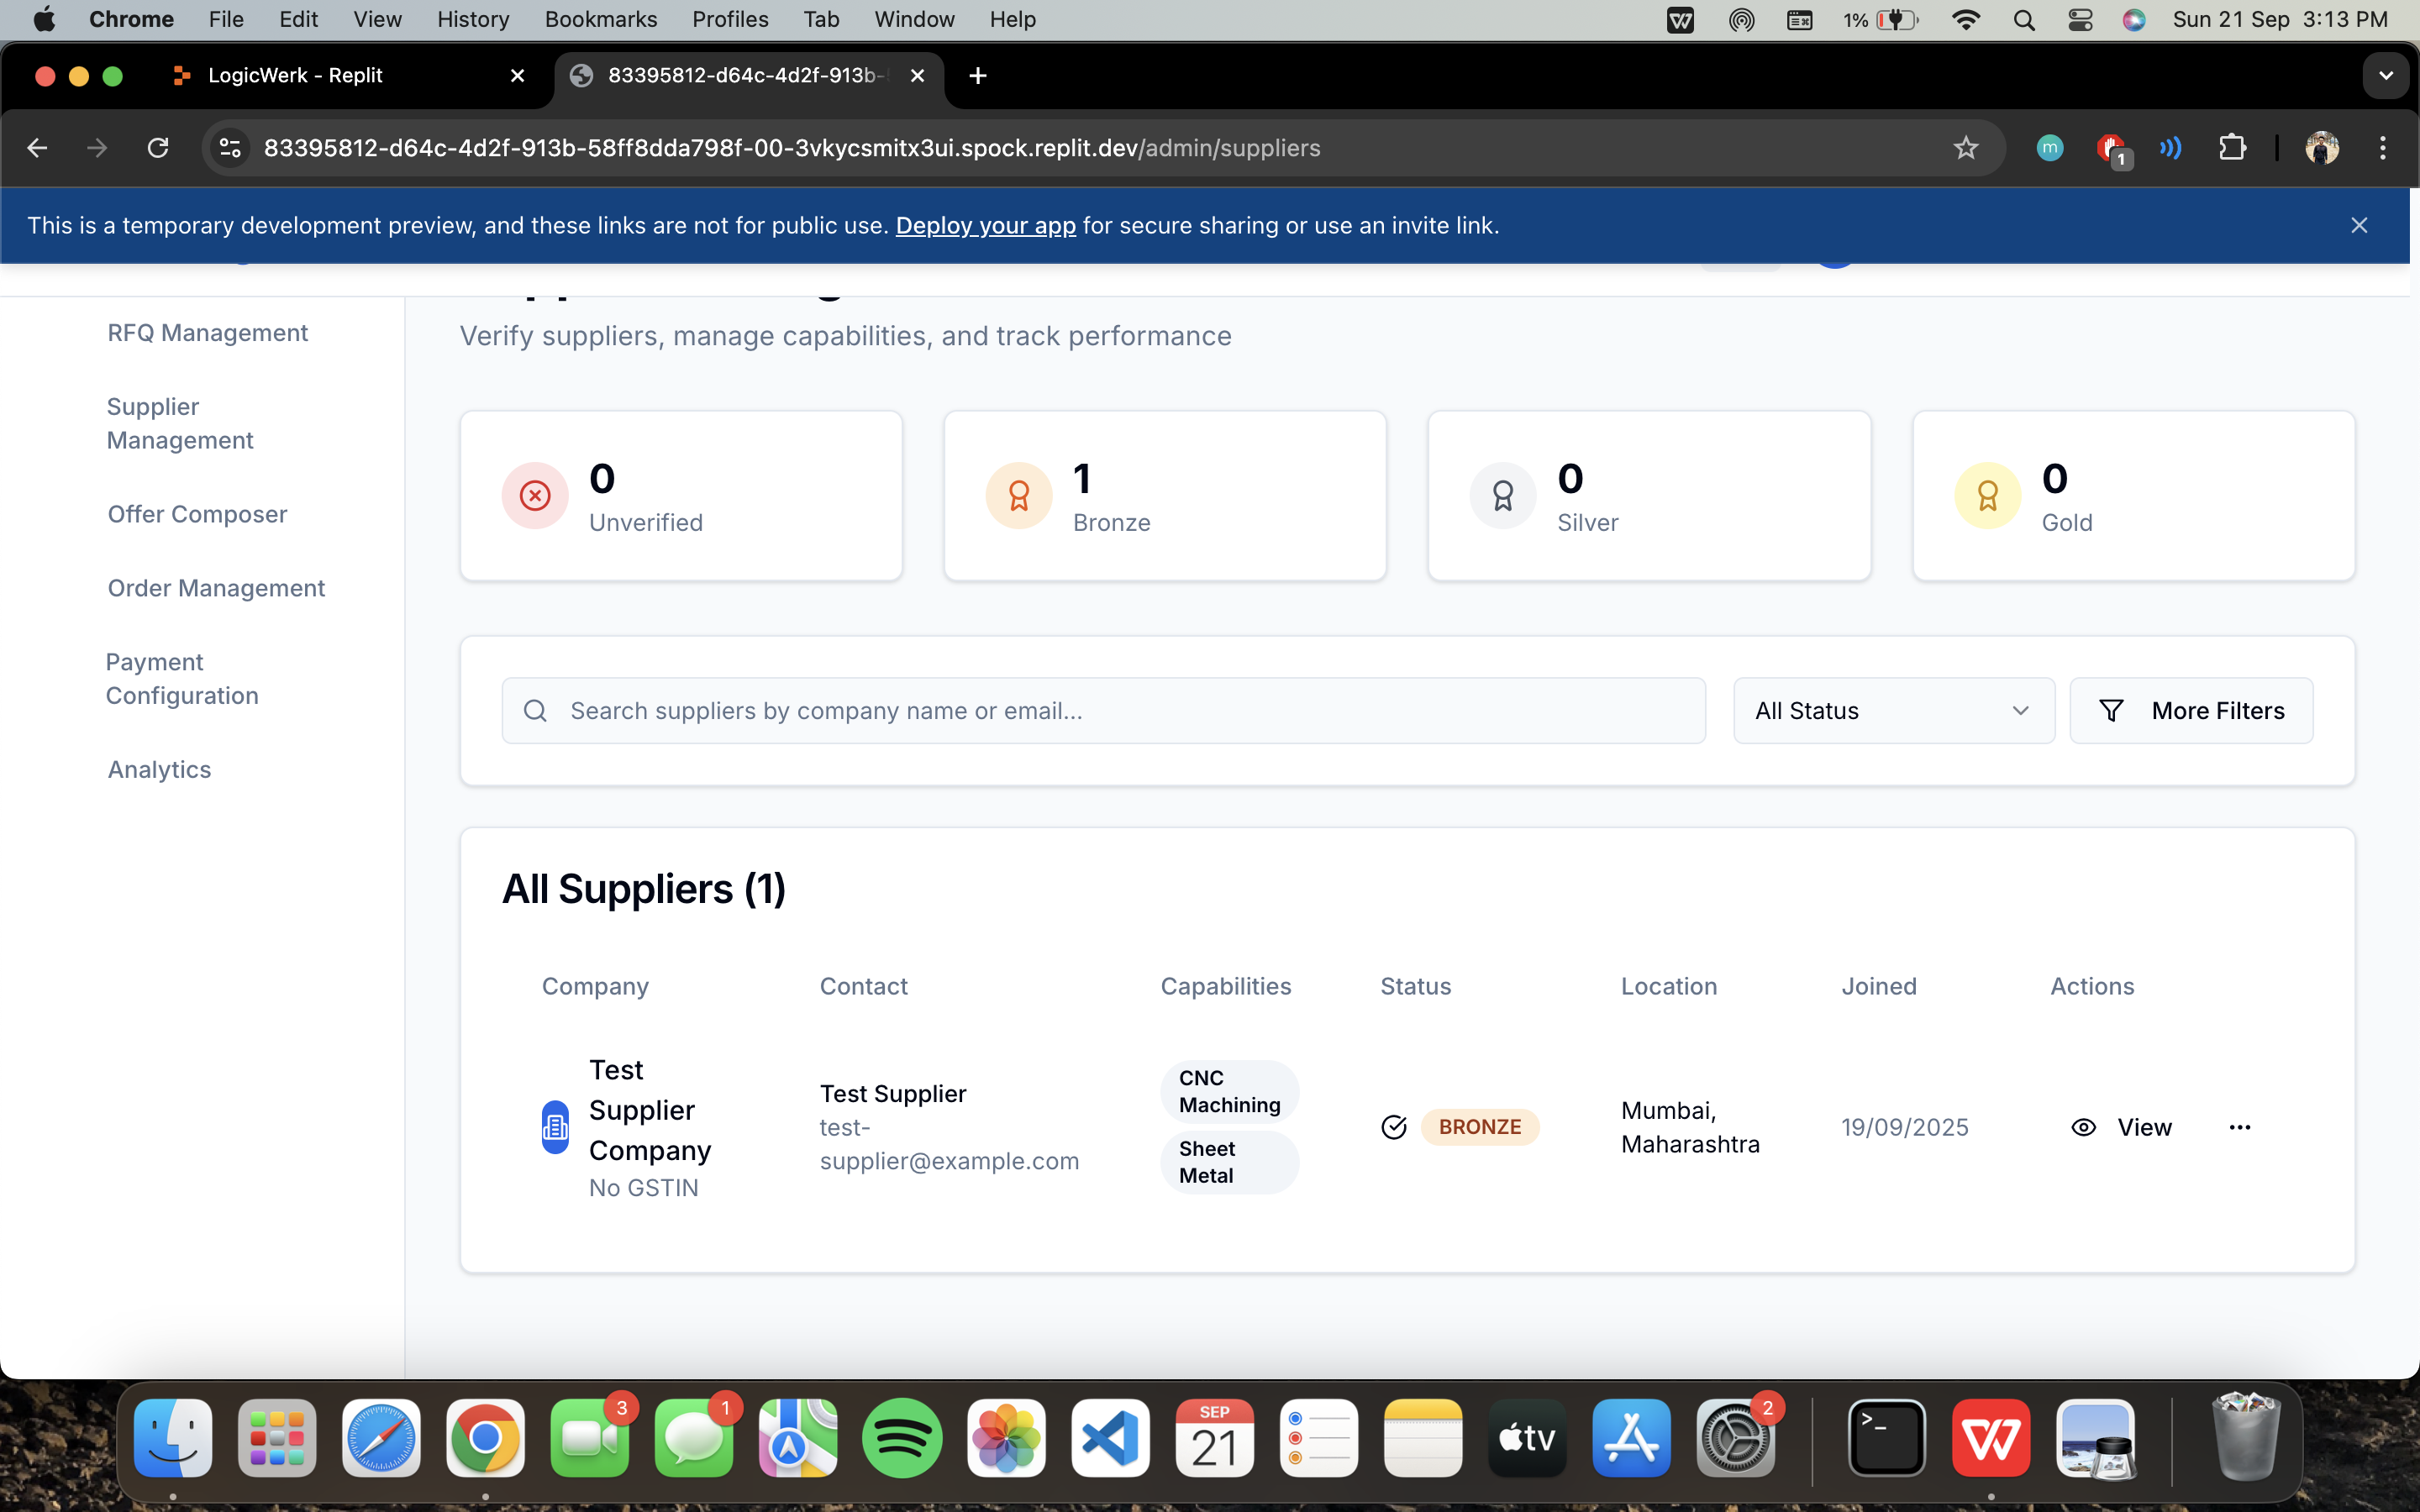 Chrome File Edit View History Bookmarks Profiles Tab Window Help 1% Sun 21 Sep 3:13 PM
LogicWerk - Replit 83395812-d64c-4d2f-913b-
83395812-d64c-4d2f-913b-58ff8dda798f-00-3vkycsmitx3ui.spock.replit.dev/admin/suppliers m 1
This is a temporary development preview, and these links are not for public use. Deploy your app for secure sharing or use an invite link.
RFQ Management
Supplier
Management
Offer Composer
Order Management
Payment
Configuration
Analytics
Verify suppliers, manage capabilities, and track performance
0
Unverified
1
Bronze
0
Silver
0
Gold
Search suppliers by company name or email...
All Status
More Filters
All Suppliers (1)
Company Contact Capabilities Status Location Joined Actions
Test
Supplier
Company
No GSTIN
Test Supplier
test-
supplier@example.com
CNC
Machining
Sheet
Metal
BRONZE
Mumbai,
Maharashtra
19/09/2025
View
3
1
SEP
21
tv
2
>_